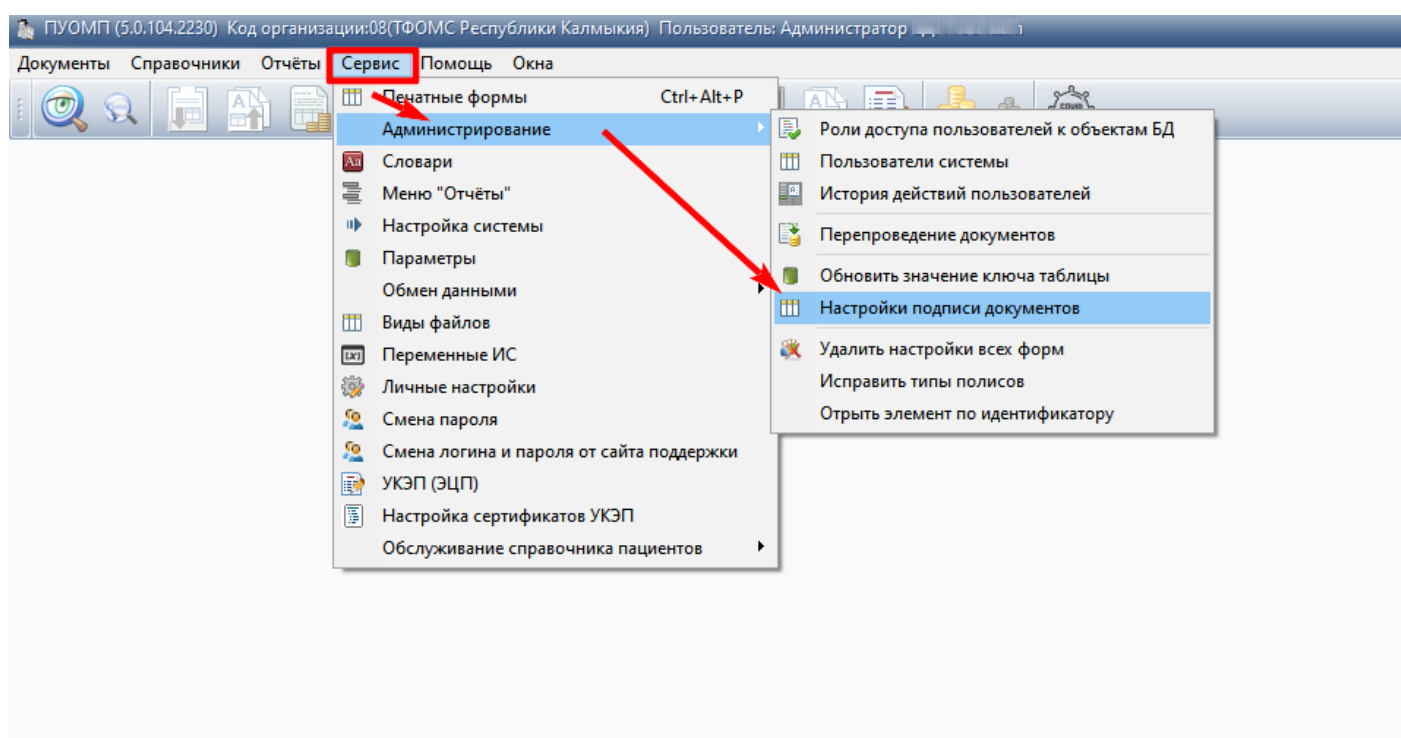 ПУОМП (5.0.104.2230) Код организации:08(ТФОМС Республики Калмыкия) Пользователь: Администратор
Документы Справочники Отчёты Сервис Помощь Окна
Печатные формы Ctrl+Alt+P
Администрирование
Словари
Меню "Отчёты"
Настройка системы
Параметры
Обмен данными
Виды файлов
Переменные ИС
Личные настройки
Смена пароля
Смена логина и пароля от сайта поддержки
УКЭП (ЭЦП)
Настройка сертификатов УКЭП
Обслуживание справочника пациентов
Роли доступа пользователей к объектам БД
Пользователи системы
История действий пользователей
Перепроведение документов
Обновить значение ключа таблицы
Настройки подписи документов
Удалить настройки всех форм
Исправить типы полисов
Отрыть элемент по идентификатору